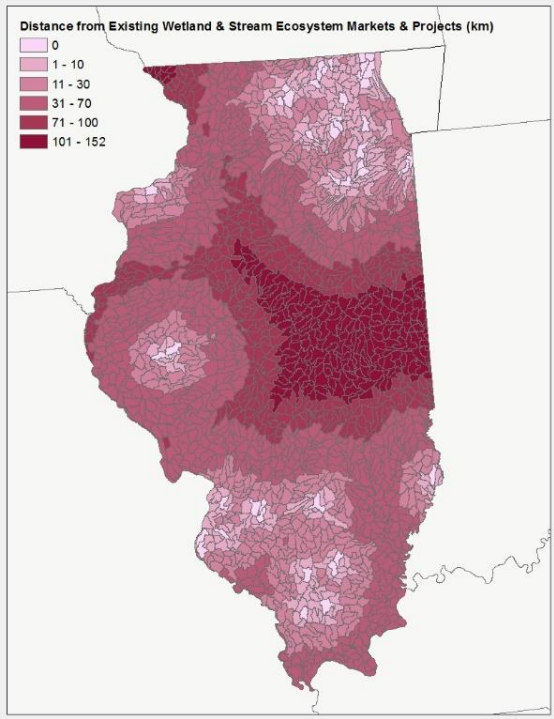 Distance from Existing Wetland & Stream Ecosystem Markets & Projects (km)
0
1 - 10
11 - 30
31 - 70
71 - 100
101 - 152